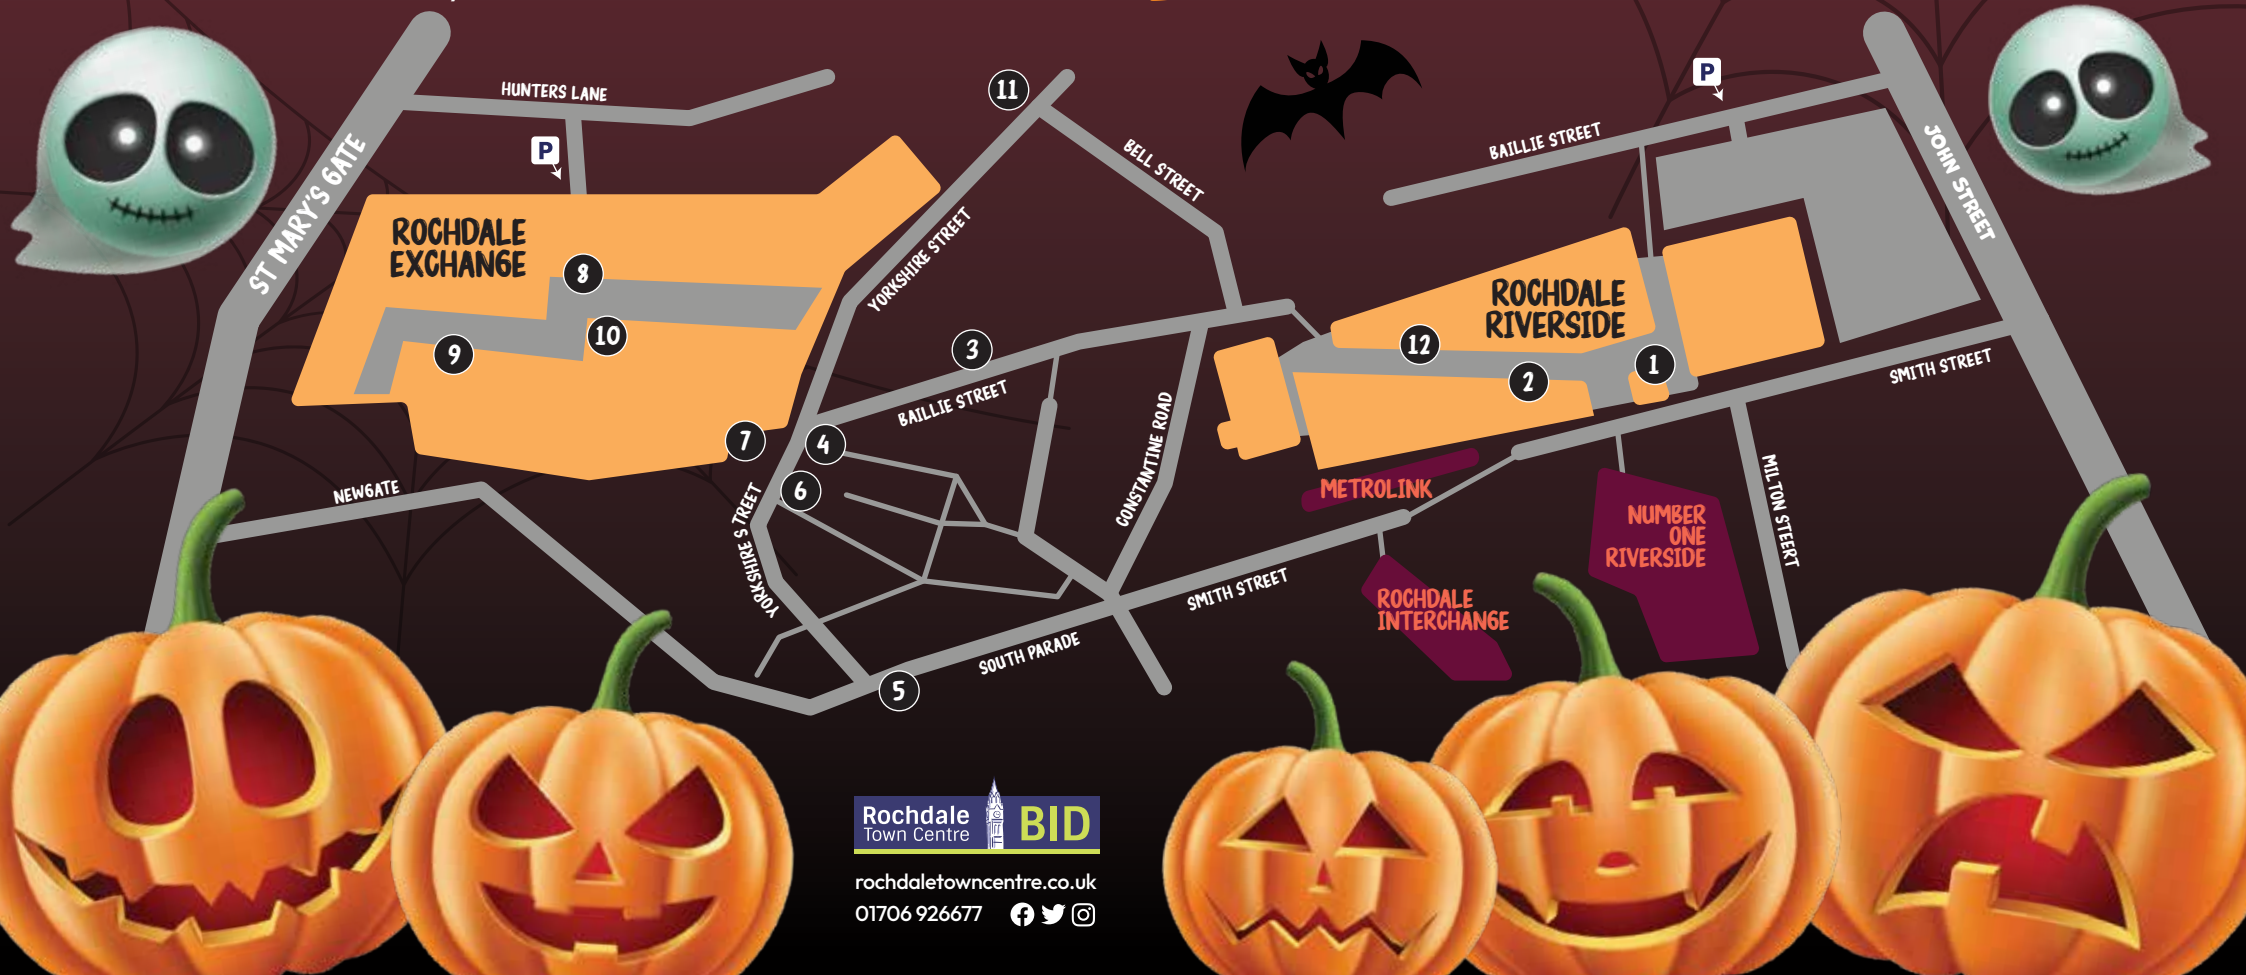 HUNTERS LANE
P
ST MARY'S GATE
ROCHDALE
EXCHANGE
8
9
10
11
BELL STREET
YORKSHIRE STREET
P
BAILLIE STREET
JOHN STREET
ROCHDALE
RIVERSIDE
12
2
1
SMITH STREET
3
BAILLIE STREET
CONSTANTINE ROAD
7
4
6
NEWGATE
YORKSHIRE S TREET
METROLINK
MILTON STEERT
NUMBER
ONE
RIVERSIDE
ROCHDALE
INTERCHANGE
SMITH STREET
SOUTH PARADE
5
Rochdale
Town Centre
BID
rochdaletowncentre.co.uk
01706 926677